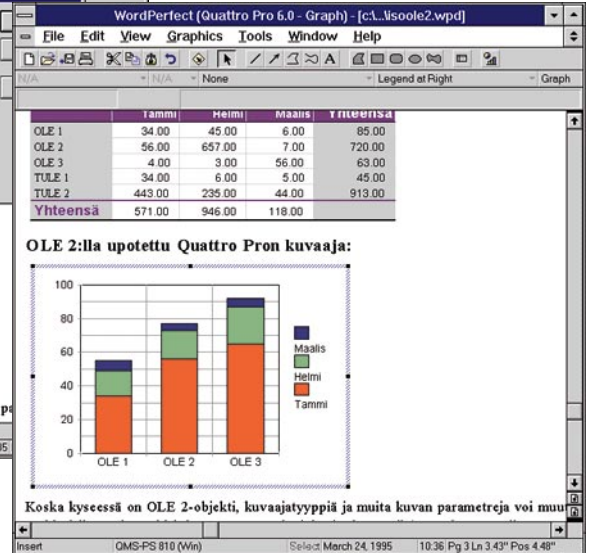 WordPerfect (Quattro Pro 6.0 - Graph) - [c:\...\isoole2.wpd]
File Edit View Graphics Tools Window Help
N/A N/A None Legend at Right Graph
Tammi Helmi Maalis Yhteensä
OLE 1 34.00 45.00 6.00 85.00
OLE 2 56.00 657.00 7.00 720.00
OLE 3 4.00 3.00 56.00 63.00
TULE 1 34.00 6.00 5.00 45.00
TULE 2 443.00 235.00 44.00 913.00
Yhteensä 571.00 946.00 118.00
OLE 2:lla upotettu Quattro Pron kuvaaja:
100
80
60
40
20
0
OLE 1 OLE 2 OLE 3
Maalis
Helmi
Tammi
Koska kyseessä on OLE 2-objekti, kuvaajatyyppiä ja muita kuvan parametreja voi muut
Insert QMS-PS 810 (Win) Select March 24, 1995 10:36 Pg 3 Ln 3.43" Pos 4.48"